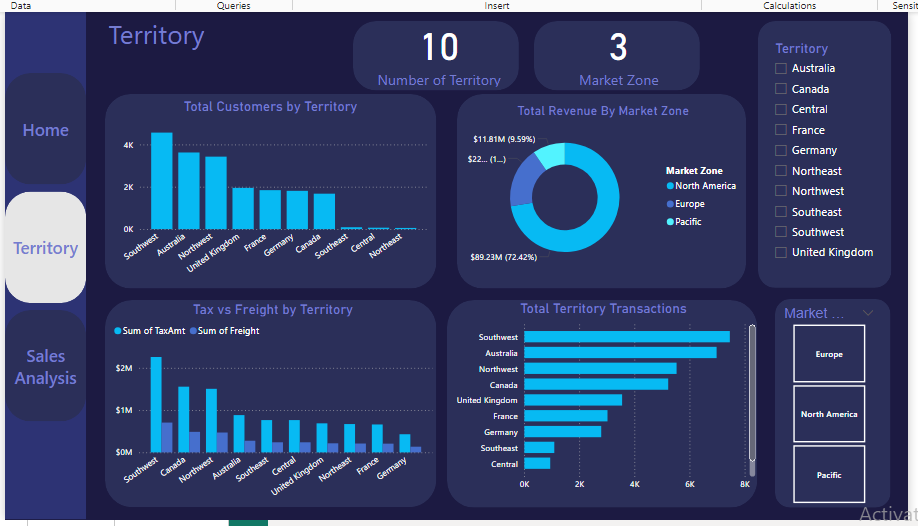 Data
Queries
Insert
Calculations
Sensit
Territory
10
Number of Territory
3
Market Zone
Home
Territory
Sales
Analysis
Total Customers by Territory
4K
2K
0K
Southwest
Australia
Northwest
United Kingdom
France
Germany
Canada
Southeast
Central
Northeast
Total Revenue By Market Zone
$11.81M (9.59%)
$22... (1...)
$89.23M (72.42%)
Market Zone
North America
Europe
Pacific
Territory
Australia
Canada
Central
France
Germany
Northeast
Northwest
Southeast
Southwest
United Kingdom
Tax vs Freight by Territory
Sum of TaxAmt Sum of Freight
$2M
$1M
$0M
Southwest
Canada
Northwest
Australia
Southeast
Central
United Kingdom
Northeast
France
Germany
Total Territory Transactions
Southwest
Australia
Northwest
Canada
United Kingdom
France
Germany
Southeast
Central
0K 2K 4K 6K 8K
Market ...
Europe
North America
Pacific
Activat